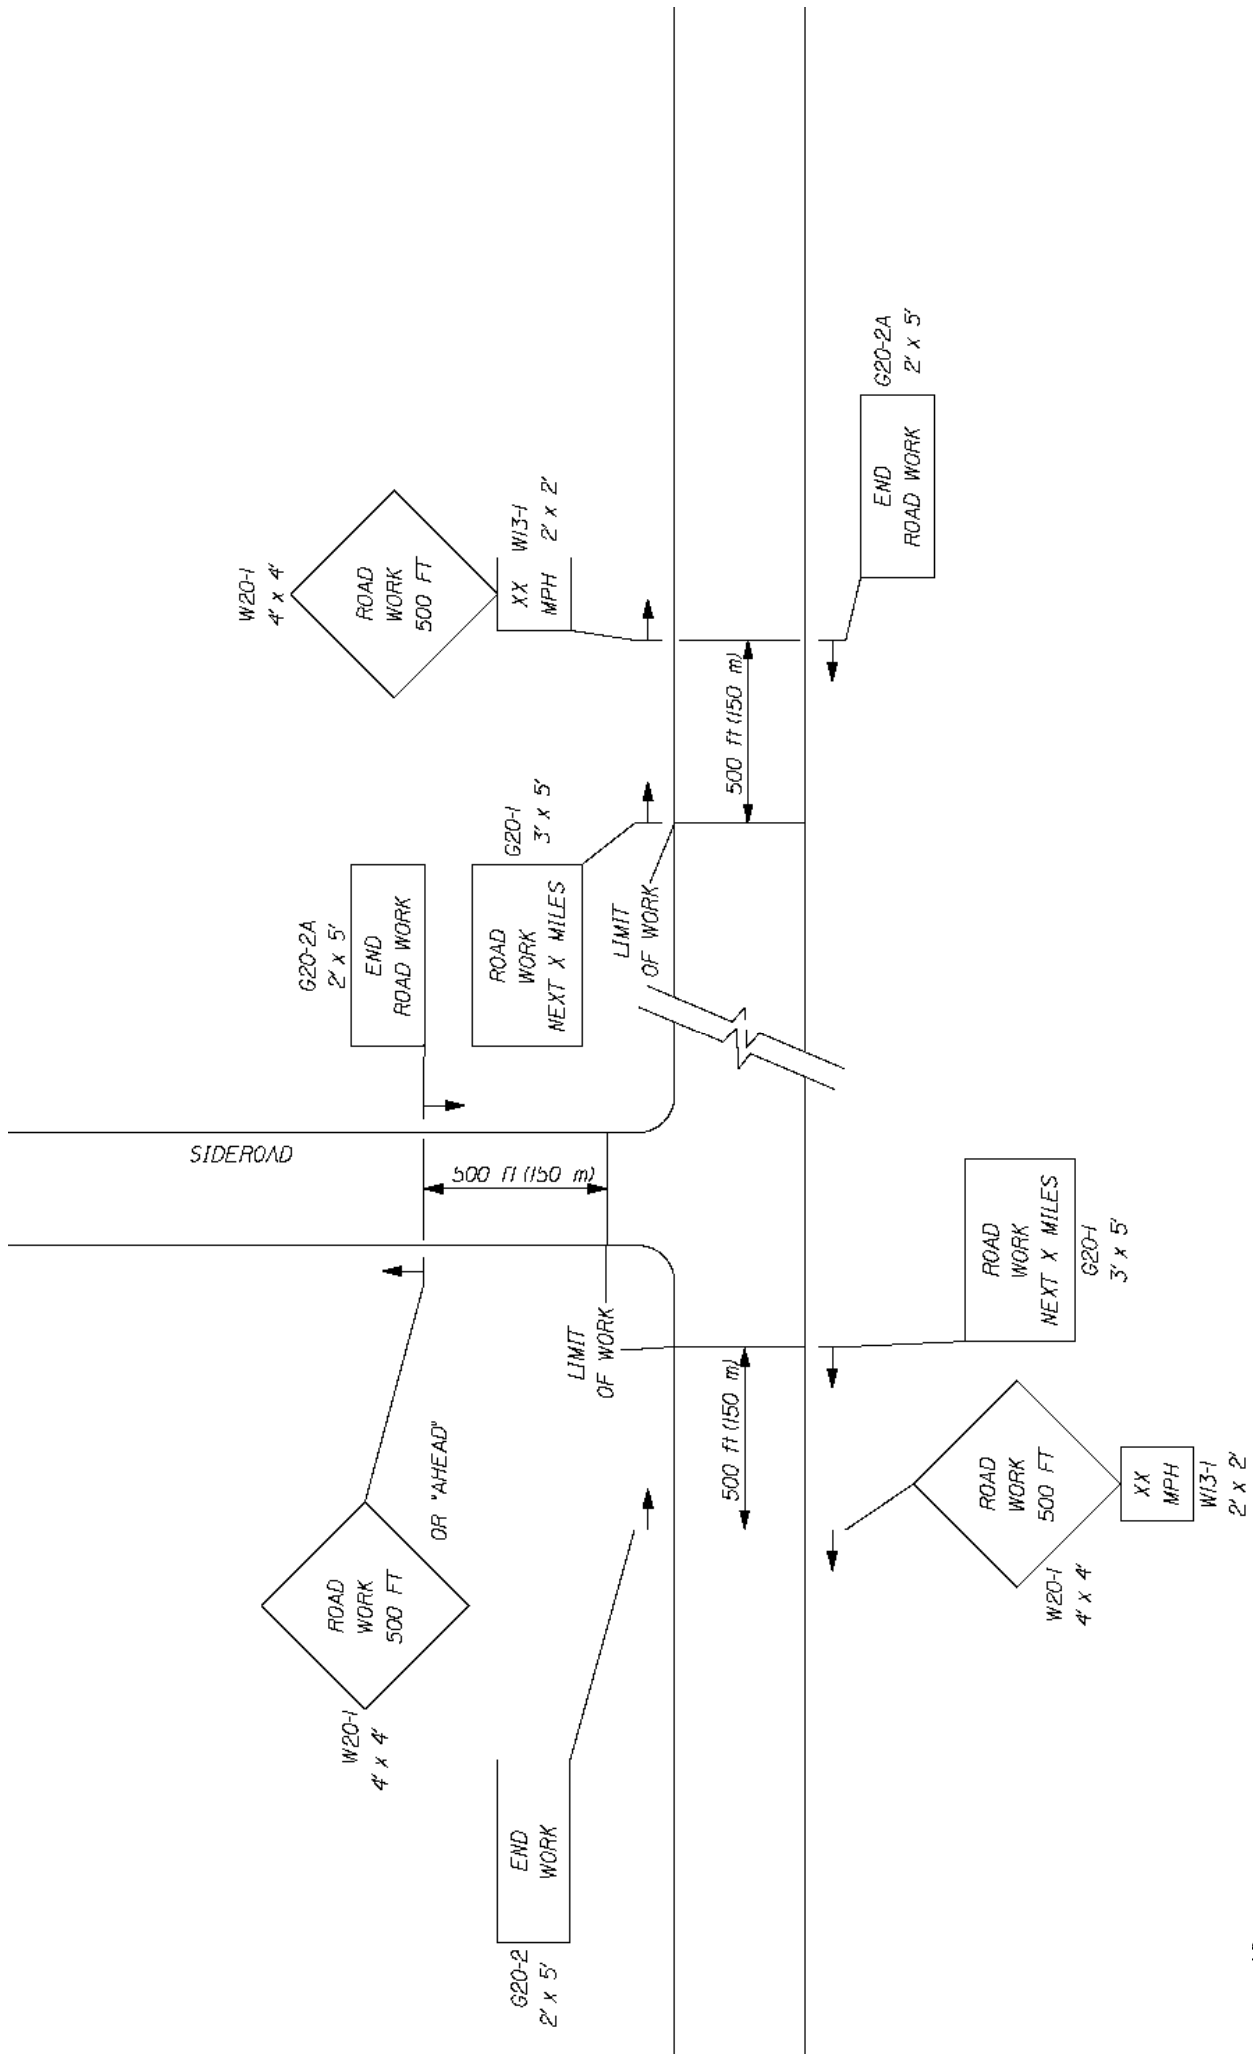 W20-1
4' x 4'
ROAD
WORK
500 FT
XX
MPH
W13-1
2' x 2'
G20-2A
2' x 5'
END
ROAD WORK
500 ft (150 m)
G20-1
3' x 5'
ROAD
WORK
NEXT X MILES
LIMIT
OF WORK
G20-2A
2' x 5'
END
ROAD WORK
SIDEROAD
500 ft (150 m)
ROAD
WORK
NEXT X MILES
G20-1
3' x 5'
LIMIT
OF WORK
500 ft (150 m)
OR "AHEAD"
ROAD
WORK
500 FT
W20-1
4' x 4'
ROAD
WORK
500 FT
W20-1
4' x 4'
XX
MPH
W13-1
2' x 2'
END
WORK
G20-2
2' x 5'